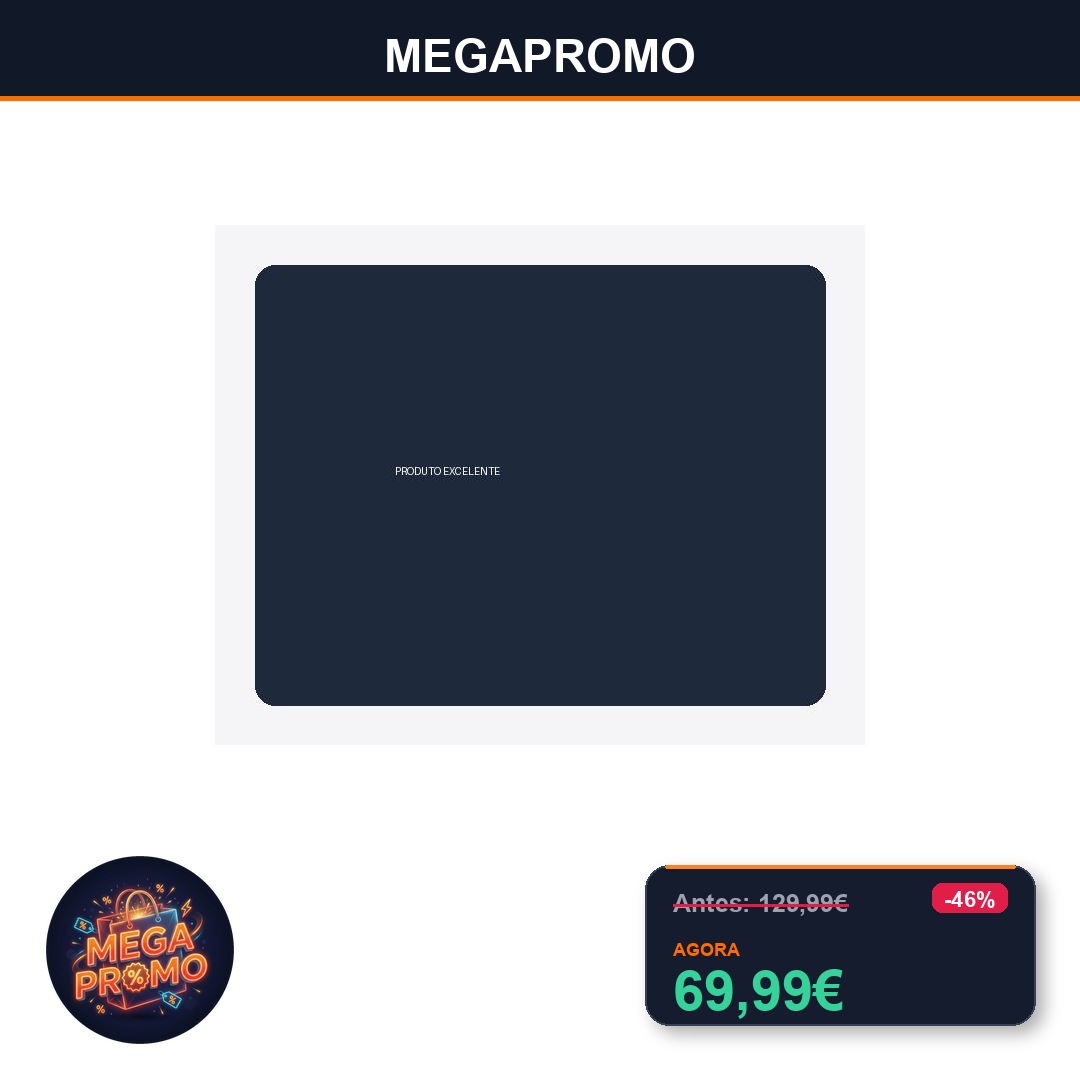 MEGAPROMO
PRODUTO EXCELENTE
MEGA
PR%MO
Antes: 129,99€
-46%
AGORA
69,99€